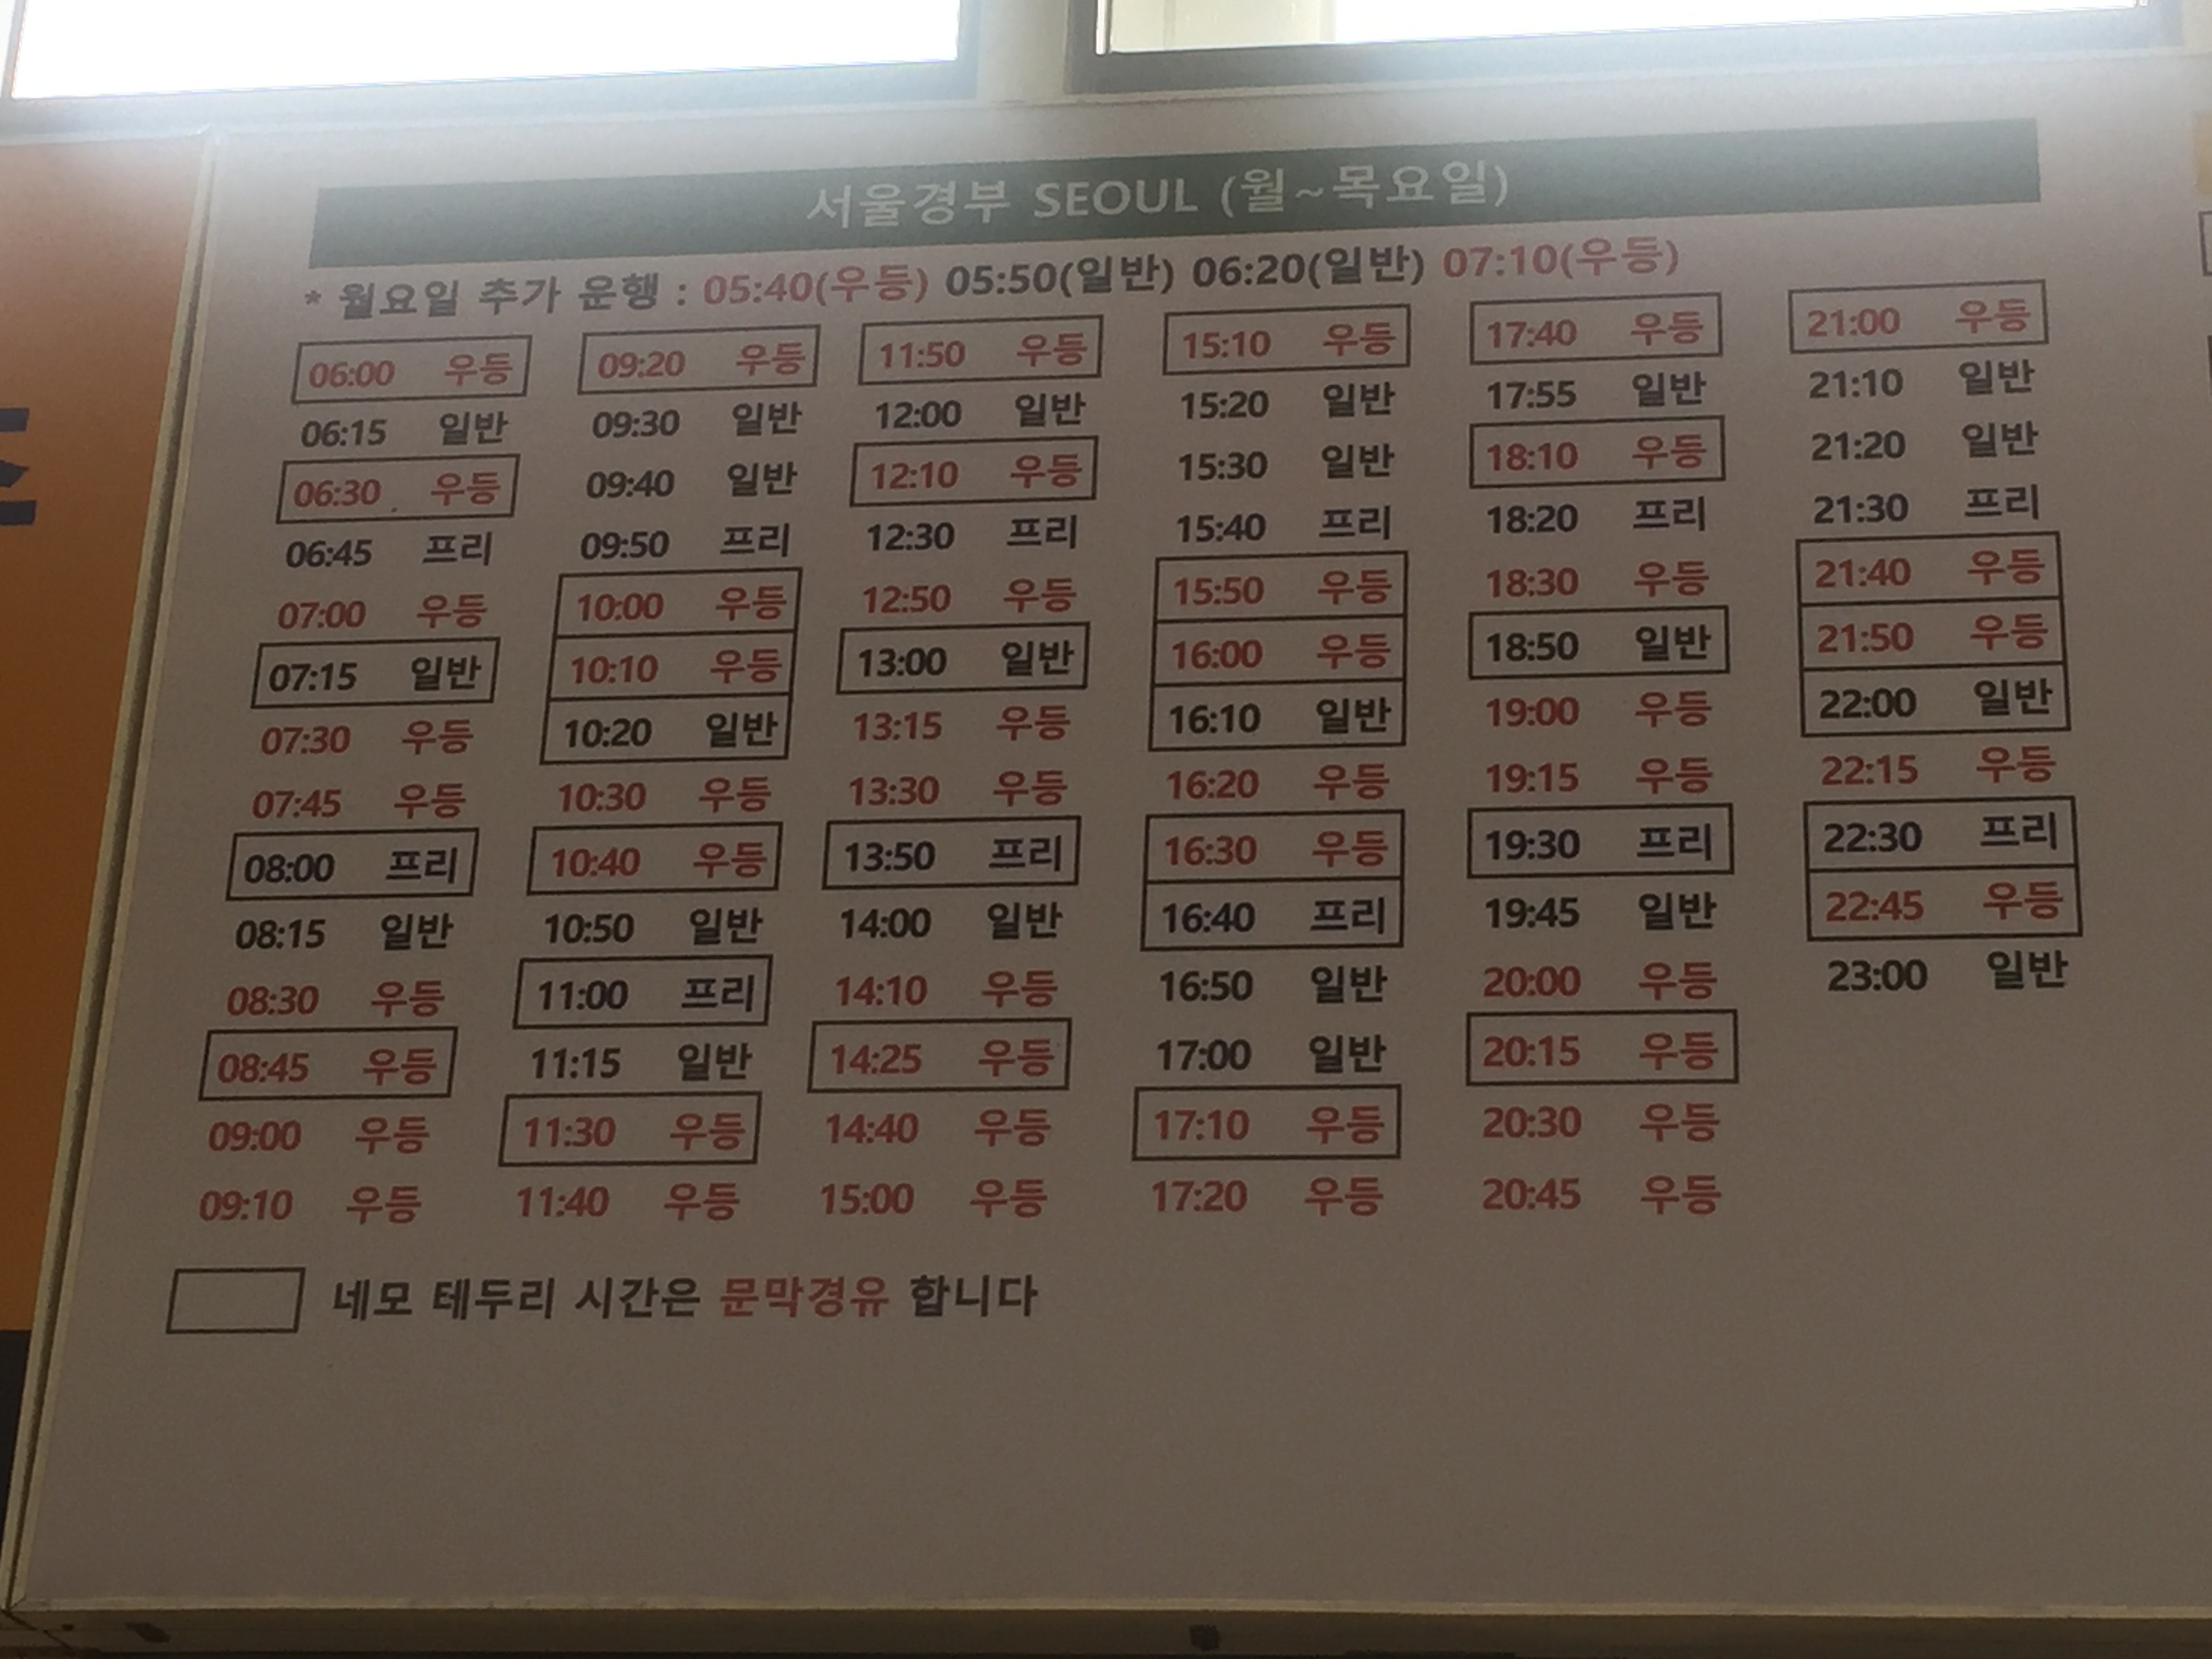 서울경부 SEOUL (월~목요일)
* 월요일 추가 운행 : 05:40(우등) 05:50(일반) 06:20(일반) 07:10(우등)
06:00 우등 09:20 우등 11:50 우등 15:10 우등 17:40 우등 21:00 우등
06:15 일반 09:30 일반 12:00 일반 15:20 일반 17:55 일반 21:10 일반
06:30 우등 09:40 일반 12:10 우등 15:30 일반 18:10 우등 21:20 일반
06:45 프리 09:50 프리 12:30 프리 15:40 프리 18:20 프리 21:30 프리
07:00 우등 10:00 우등 12:50 우등 15:50 우등 18:30 우등 21:40 우등
07:15 일반 10:10 우등 13:00 일반 16:00 우등 18:50 일반 21:50 우등
07:30 우등 10:20 일반 13:15 우등 16:10 일반 19:00 우등 22:00 일반
07:45 우등 10:30 우등 13:30 우등 16:20 우등 19:15 우등 22:15 우등
08:00 프리 10:40 우등 13:50 프리 16:30 우등 19:30 프리 22:30 프리
08:15 일반 10:50 일반 14:00 일반 16:40 프리 19:45 일반 22:45 우등
08:30 우등 11:00 프리 14:10 우등 16:50 일반 20:00 우등 23:00 일반
08:45 우등 11:15 일반 14:25 우등 17:00 일반 20:15 우등
09:00 우등 11:30 우등 14:40 우등 17:10 우등 20:30 우등
09:10 우등 11:40 우등 15:00 우등 17:20 우등 20:45 우등
네모 테두리 시간은 문막경유 합니다